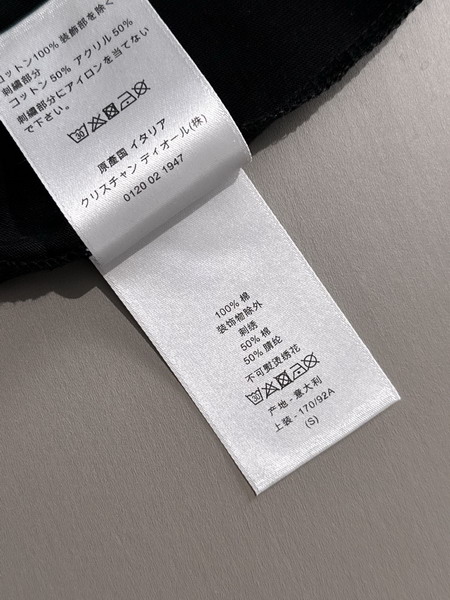 コットン100% 装飾部を除く
刺繍部分
コットン 50% アクリル 50%
刺繍部分にアイロンを当てない
で下さい。
30
原産国 イタリア
クリスチャン ディオール(株)
0120 02 1947
100% 棉
装饰物除外
刺绣
50% 棉
50% 腈纶
不可熨烫绣花
30
产地 - 意大利
上装 - 170/92A
(S)